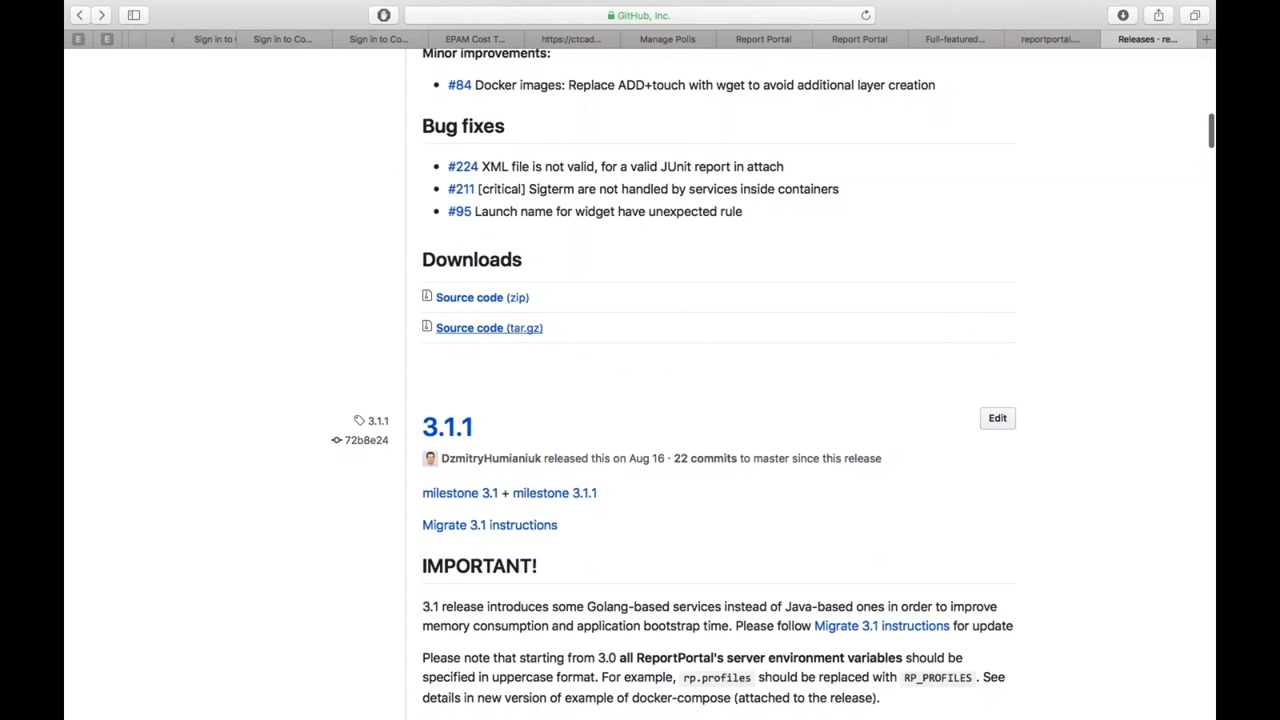 GitHub, Inc.
E
E
Sign in to
Sign in to Co...
Sign in to Co...
EPAM Cost T...
https://ctcad...
Manage Polls
Report Portal
Report Portal
Full-featured...
reportportal....
Releases · re...
Minor improvements:
• #84 Docker images: Replace ADD+touch with wget to avoid additional layer creation
Bug fixes
• #224 XML file is not valid, for a valid JUnit report in attach
• #211 [critical] Sigterm are not handled by services inside containers
• #95 Launch name for widget have unexpected rule
Downloads
Source code (zip)
Source code (tar.gz)
3.1.1
72b8e24
3.1.1
Edit
DzmitryHumianiuk released this on Aug 16 · 22 commits to master since this release
milestone 3.1 + milestone 3.1.1
Migrate 3.1 instructions
IMPORTANT!
3.1 release introduces some Golang-based services instead of Java-based ones in order to improve
memory consumption and application bootstrap time. Please follow Migrate 3.1 instructions for update
Please note that starting from 3.0 all ReportPortal's server environment variables should be
specified in uppercase format. For example, rp.profiles should be replaced with RP_PROFILES. See
details in new version of example of docker-compose (attached to the release).